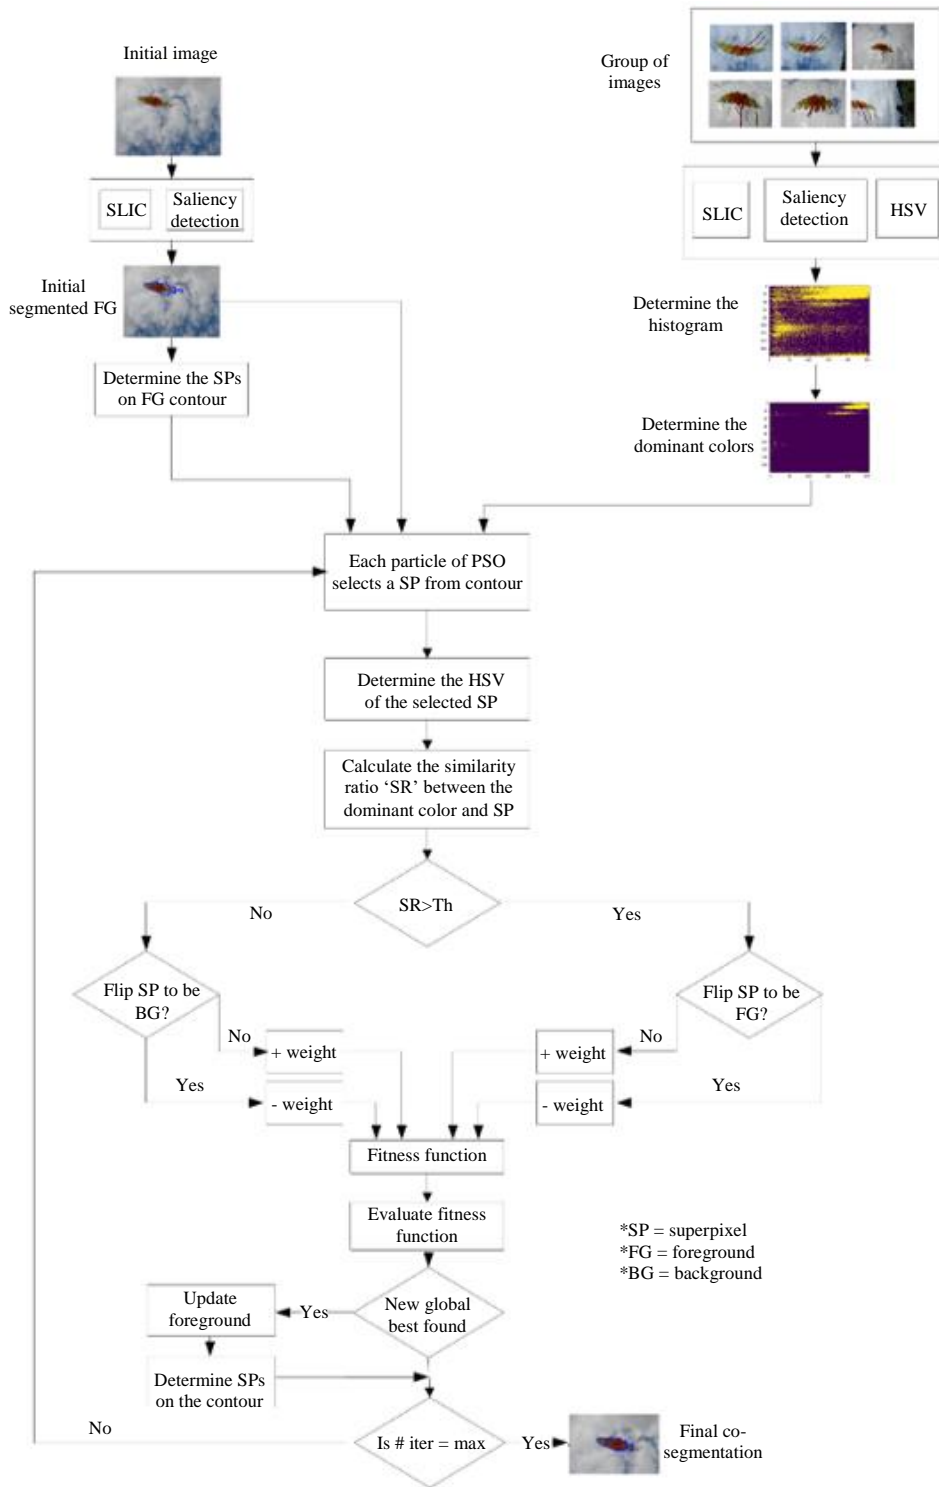 Initial image
Group of
images
SLIC
Saliency
detection
SLIC
Saliency
detection
HSV
Initial
segmented FG
Determine the
histogram
Determine the SPs
on FG contour
Determine the
dominant colors
Each particle of PSO
selects a SP from contour
Determine the HSV
of the selected SP
Calculate the similarity
ratio ‘SR’ between the
dominant color and SP
SR>Th
No
Yes
Flip SP to be
BG?
Flip SP to be
FG?
No
+ weight
+ weight
No
Yes
- weight
- weight
Yes
Fitness function
Evaluate fitness
function
*SP = superpixel
*FG = foreground
*BG = background
New global
best found
Yes
Update
foreground
Determine SPs
on the contour
No
Is # iter = max
Yes
Final co-
segmentation